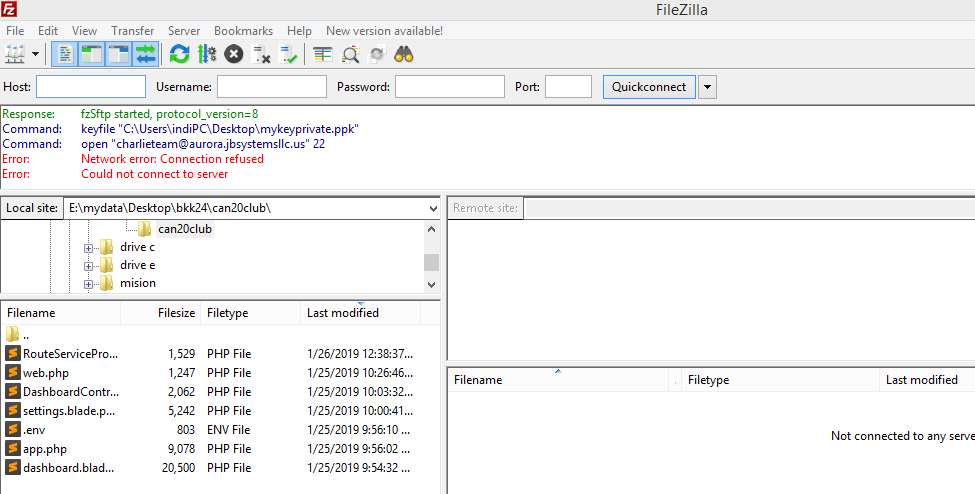 FileZilla
File Edit View Transfer Server Bookmarks Help New version available!
Host: Username: Password: Port: Quickconnect
Response: fzSftp started, protocol_version=8
Command: keyfile "C:\Users\indiPC\Desktop\mykeyprivate.ppk"
Command: open "charlieteam@aurora.jbsystemsllc.us" 22
Error: Network error: Connection refused
Error: Could not connect to server
Local site: E:\mydata\Desktop\bkk24\can20club\
Remote site:
can20club
drive c
drive e
mision
Filename Filesize Filetype Last modified
..
RouteServicePro... 1,529 PHP File 1/26/2019 12:38:37...
web.php 1,247 PHP File 1/25/2019 10:26:46...
DashboardContr... 2,062 PHP File 1/25/2019 10:03:32...
settings.blade.p... 5,242 PHP File 1/25/2019 10:00:41...
.env 803 ENV File 1/25/2019 9:56:10 ...
app.php 9,078 PHP File 1/25/2019 9:56:02 ...
dashboard.blad... 20,500 PHP File 1/25/2019 9:54:32 ...
Filename Filetype Last modified
Not connected to any serve